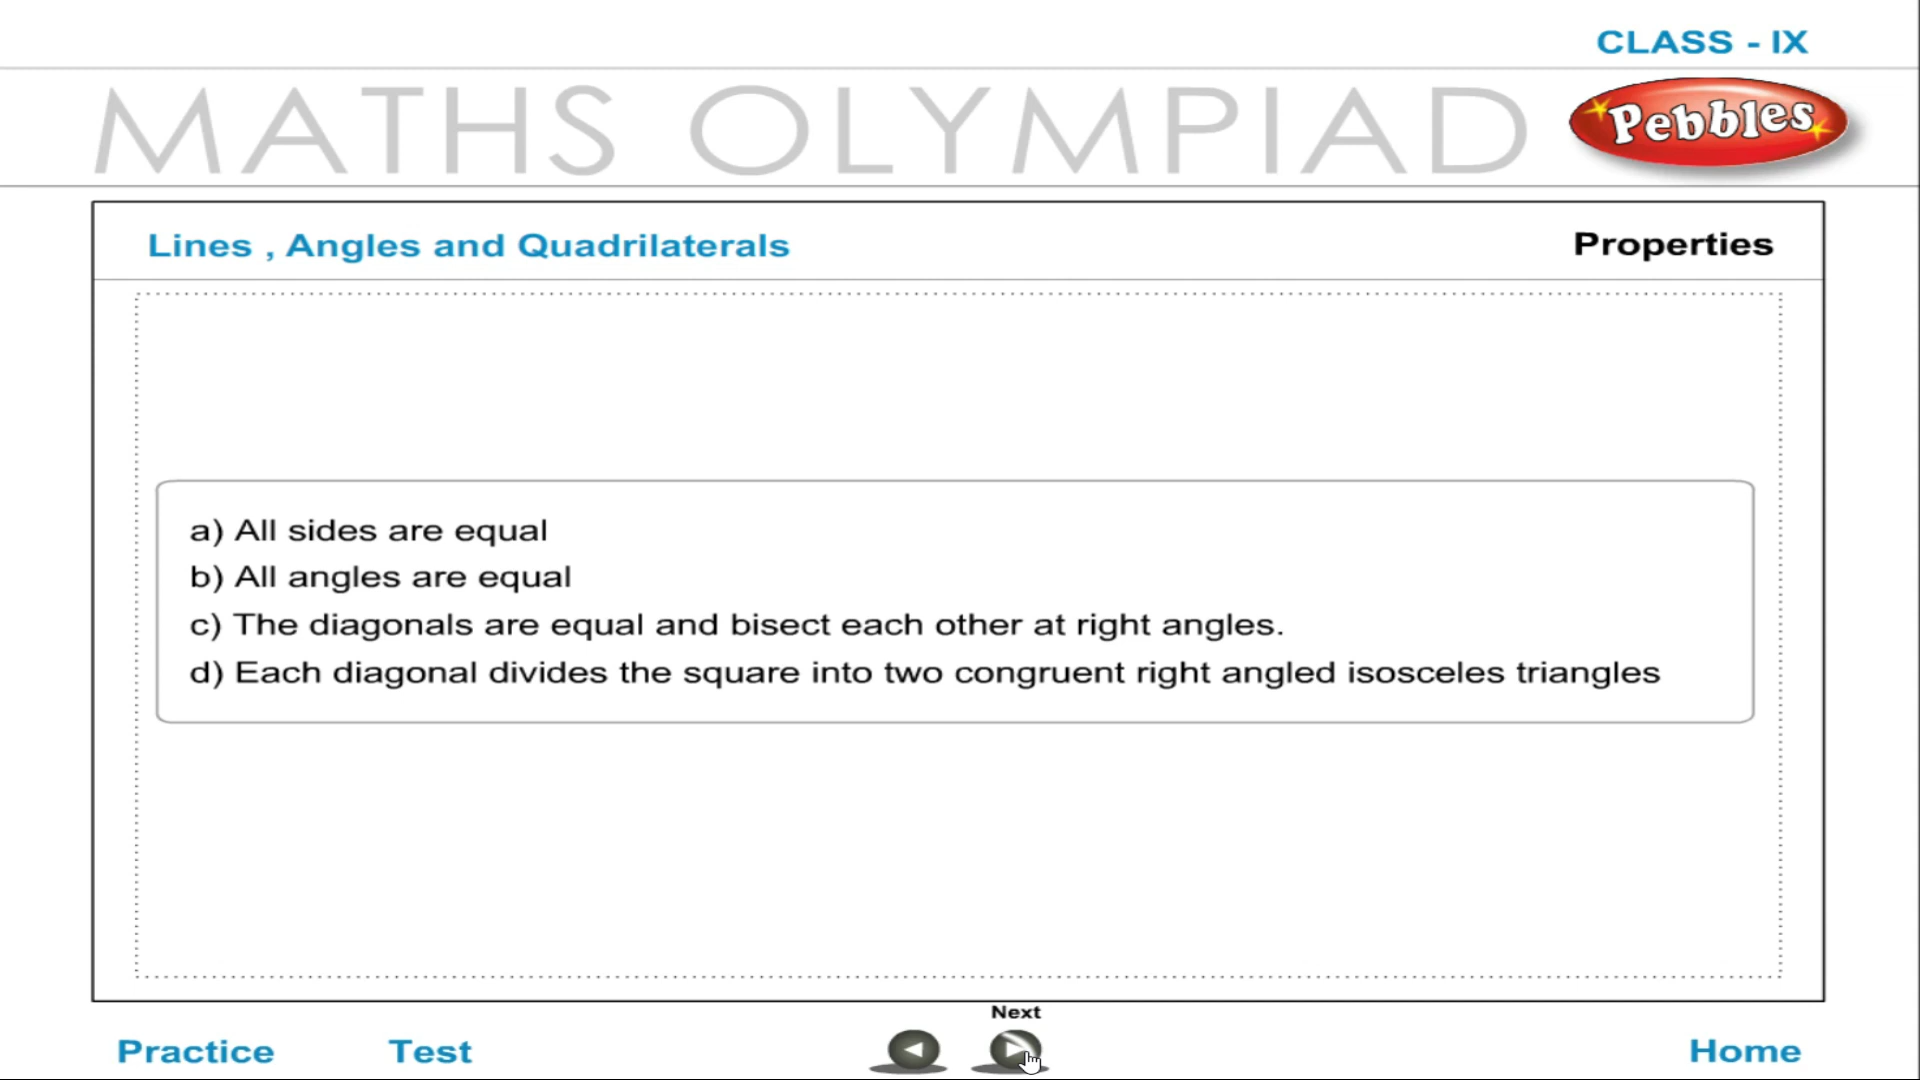 CLASS - IX
MATHS OLYMPIAD
Pebbles
Lines , Angles and Quadrilaterals
Properties
a) All sides are equal
b) All angles are equal
c) The diagonals are equal and bisect each other at right angles.
d) Each diagonal divides the square into two congruent right angled isosceles triangles
Next
Practice
Test
Home